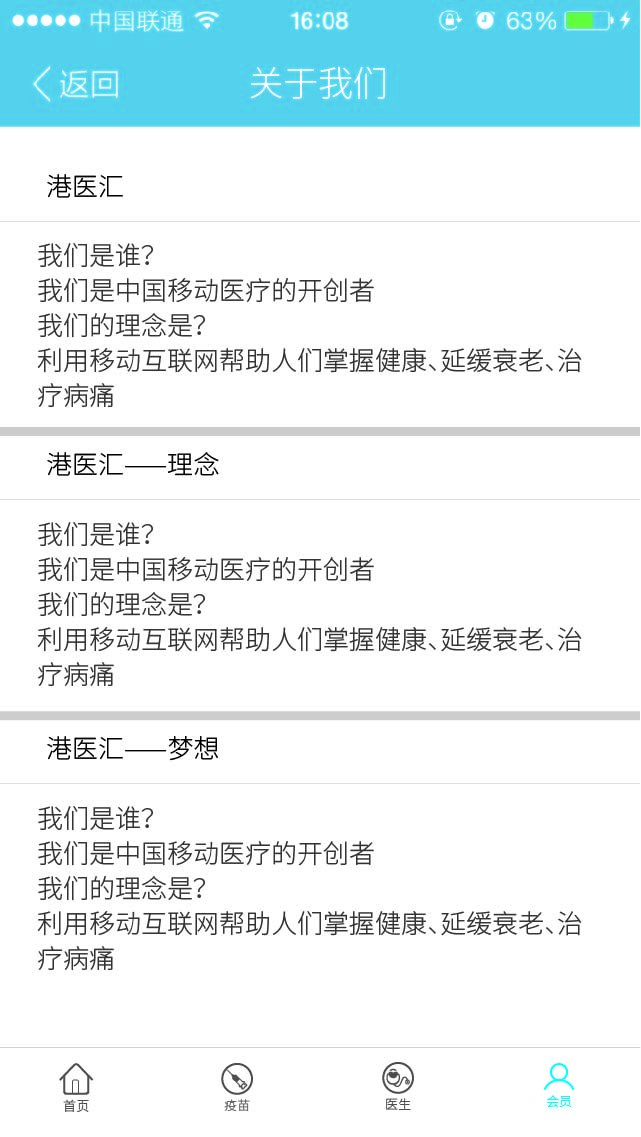 中国联通 16:08 63%
返回 关于我们
港医汇
我们是谁?
我们是中国移动医疗的开创者
我们的理念是?
利用移动互联网帮助人们掌握健康、延缓衰老、治
疗病痛
港医汇——理念
我们是谁?
我们是中国移动医疗的开创者
我们的理念是?
利用移动互联网帮助人们掌握健康、延缓衰老、治
疗病痛
港医汇——梦想
我们是谁?
我们是中国移动医疗的开创者
我们的理念是?
利用移动互联网帮助人们掌握健康、延缓衰老、治
疗病痛
首页 疫苗 医生 会员